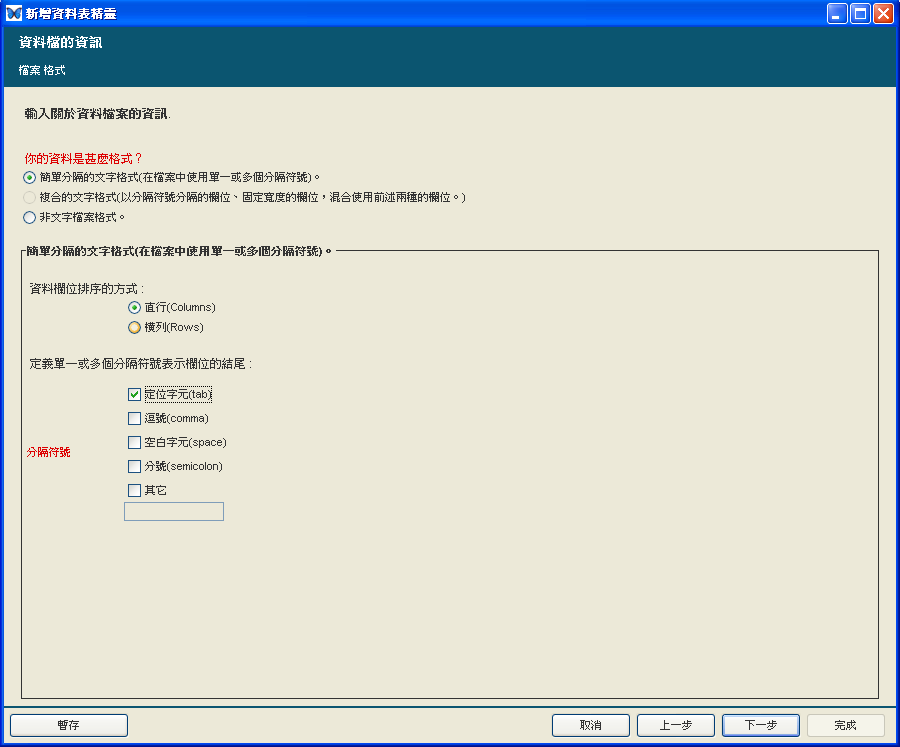 新增資料表精靈
資料檔的資訊
檔案 格式
輸入關於資料檔案的資訊.
你的資料是甚麼格式？
簡單分隔的文字格式(在檔案中使用單一或多個分隔符號)。
複合的文字格式(以分隔符號分隔的欄位、固定寬度的欄位，混合使用前述兩種的欄位。)
非文字檔案格式。
簡單分隔的文字格式(在檔案中使用單一或多個分隔符號)。
資料欄位排序的方式 :
直行(Columns)
橫列(Rows)
定義單一或多個分隔符號表示欄位的結尾 :
定位字元(tab)
逗號(comma)
空白字元(space)
分隔符號
分號(semicolon)
其它
暫存 取消 上一步 下一步 完成